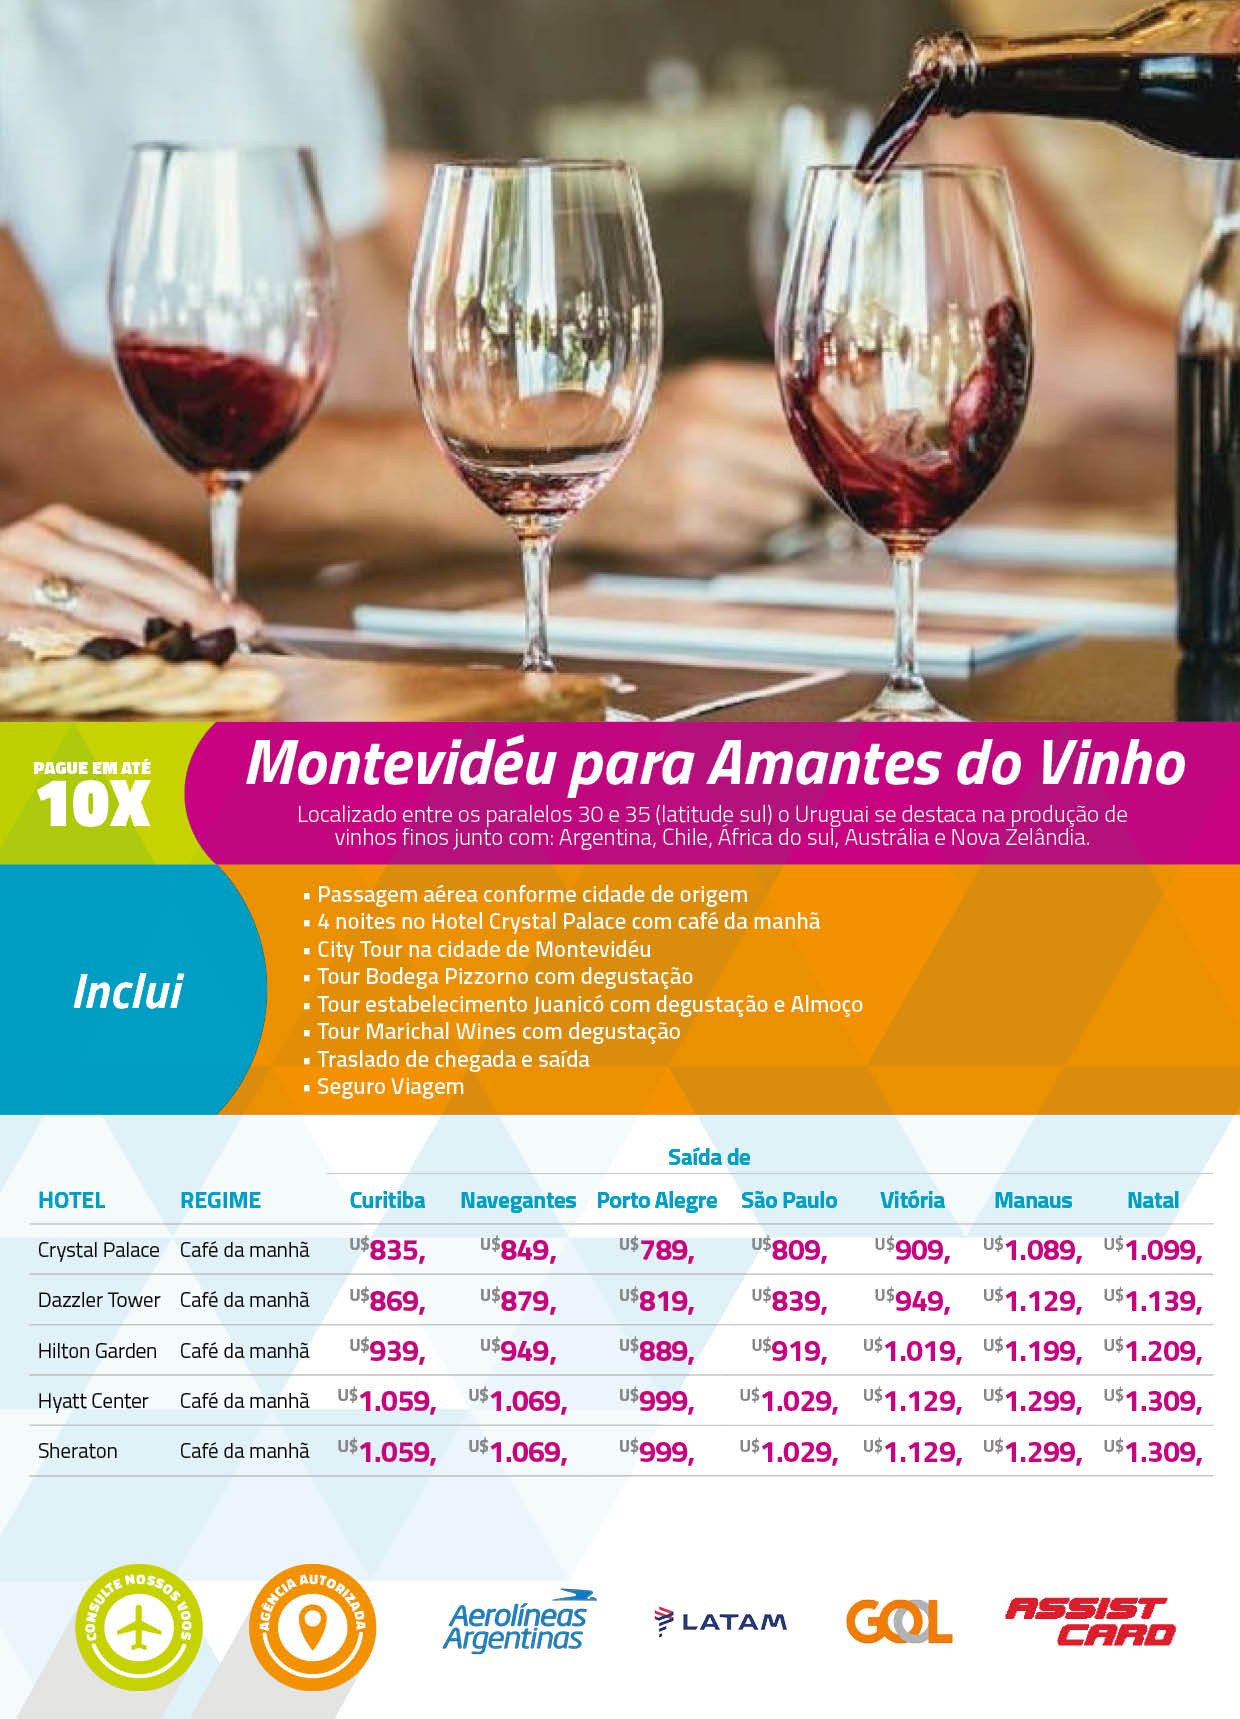 PAGUE EM ATÉ
10X
Montevidéu para Amantes do Vinho
Localizado entre os paralelos 30 e 35 (latitude sul) o Uruguai se destaca na produção de
vinhos finos junto com: Argentina, Chile, África do sul, Austrália e Nova Zelândia.
Inclui
▪ Passagem aérea conforme cidade de origem
▪ 4 noites no Hotel Crystal Palace com café da manhã
▪ City Tour na cidade de Montevidéu
▪ Tour Bodega Pizzorno com degustação
▪ Tour estabelecimento Juanicó com degustação e Almoço
▪ Tour Marichal Wines com degustação
▪ Traslado de chegada e saída
▪ Seguro Viagem
Saída de
HOTEL REGIME Curitiba Navegantes Porto Alegre São Paulo Vitória Manaus Natal
Crystal Palace Café da manhã U$835, U$849, U$789, U$809, U$909, U$1.089, U$1.099,
Dazzler Tower Café da manhã U$869, U$879, U$819, U$839, U$949, U$1.129, U$1.139,
Hilton Garden Café da manhã U$939, U$949, U$889, U$919, U$1.019, U$1.199, U$1.209,
Hyatt Center Café da manhã U$1.059, U$1.069, U$999, U$1.029, U$1.129, U$1.299, U$1.309,
Sheraton Café da manhã U$1.059, U$1.069, U$999, U$1.029, U$1.129, U$1.299, U$1.309,
CONSULTE NOSSOS VOOS
AGÊNCIA AUTORIZADA
Aerolíneas
Argentinas
LATAM
GOL
ASSIST
CARD